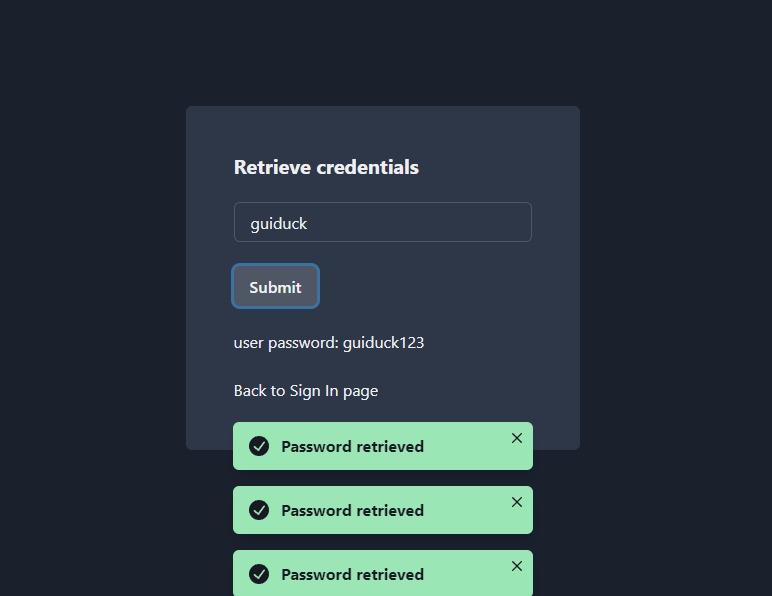 Retrieve credentials
guiduck
Submit
user password: guiduck123
Back to Sign In page
Password retrieved
Password retrieved
Password retrieved